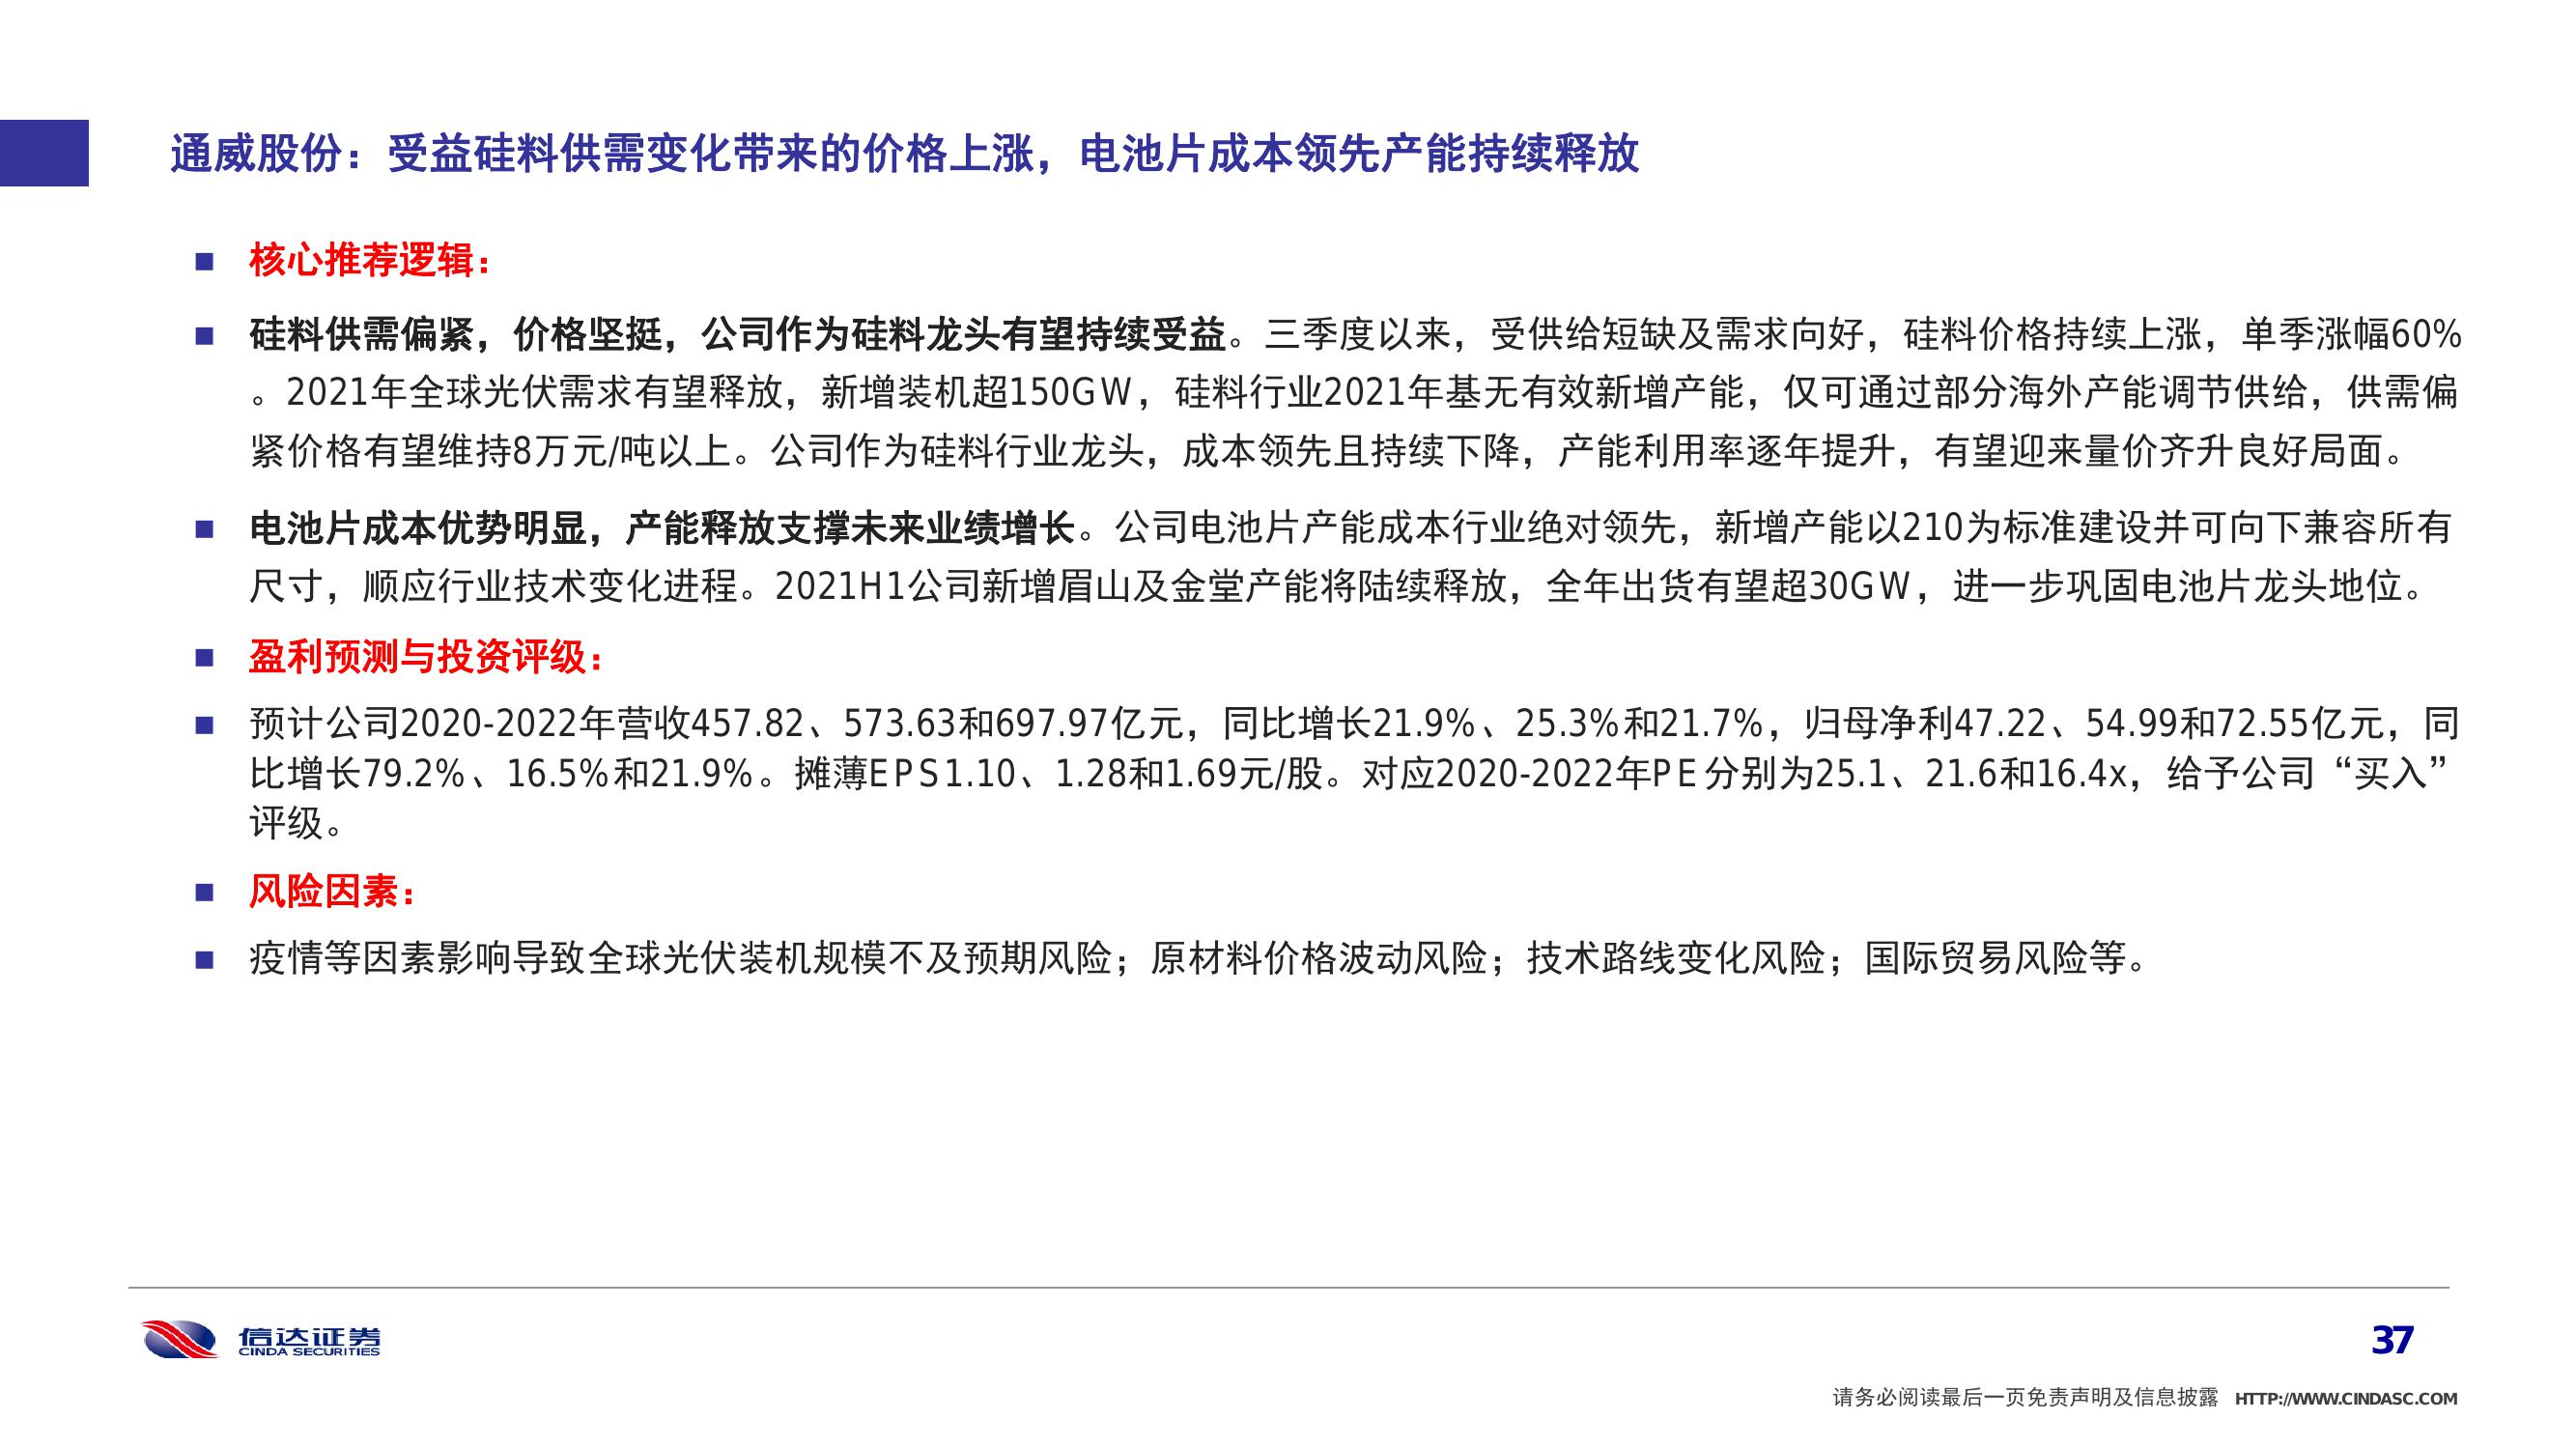 通威股份：受益硅料供需变化带来的价格上涨，电池片成本领先产能持续释放
■ 核心推荐逻辑：
■ 硅料供需偏紧，价格坚挺，公司作为硅料龙头有望持续受益。三季度以来，受供给短缺及需求向好，硅料价格持续上涨，单季涨幅60%
。2021年全球光伏需求有望释放，新增装机超150GW，硅料行业2021年基无有效新增产能，仅可通过部分海外产能调节供给，供需偏
紧价格有望维持8万元/吨以上。公司作为硅料行业龙头，成本领先且持续下降，产能利用率逐年提升，有望迎来量价齐升良好局面。
■ 电池片成本优势明显，产能释放支撑未来业绩增长。公司电池片产能成本行业绝对领先，新增产能以210为标准建设并可向下兼容所有
尺寸，顺应行业技术变化进程。2021H1公司新增眉山及金堂产能将陆续释放，全年出货有望超30GW，进一步巩固电池片龙头地位。
■ 盈利预测与投资评级：
■ 预计公司2020-2022年营收457.82、573.63和697.97亿元，同比增长21.9%、25.3%和21.7%，归母净利47.22、54.99和72.55亿元，同
比增长79.2%、16.5%和21.9%。摊薄EPS1.10、1.28和1.69元/股。对应2020-2022年PE分别为25.1、21.6和16.4x，给予公司“买入”
评级。
■ 风险因素：
■ 疫情等因素影响导致全球光伏装机规模不及预期风险；原材料价格波动风险；技术路线变化风险；国际贸易风险等。
信达证券
CINDA SECURITIES
37
请务必阅读最后一页免责声明及信息披露 HTTP://WWW.CINDASC.COM